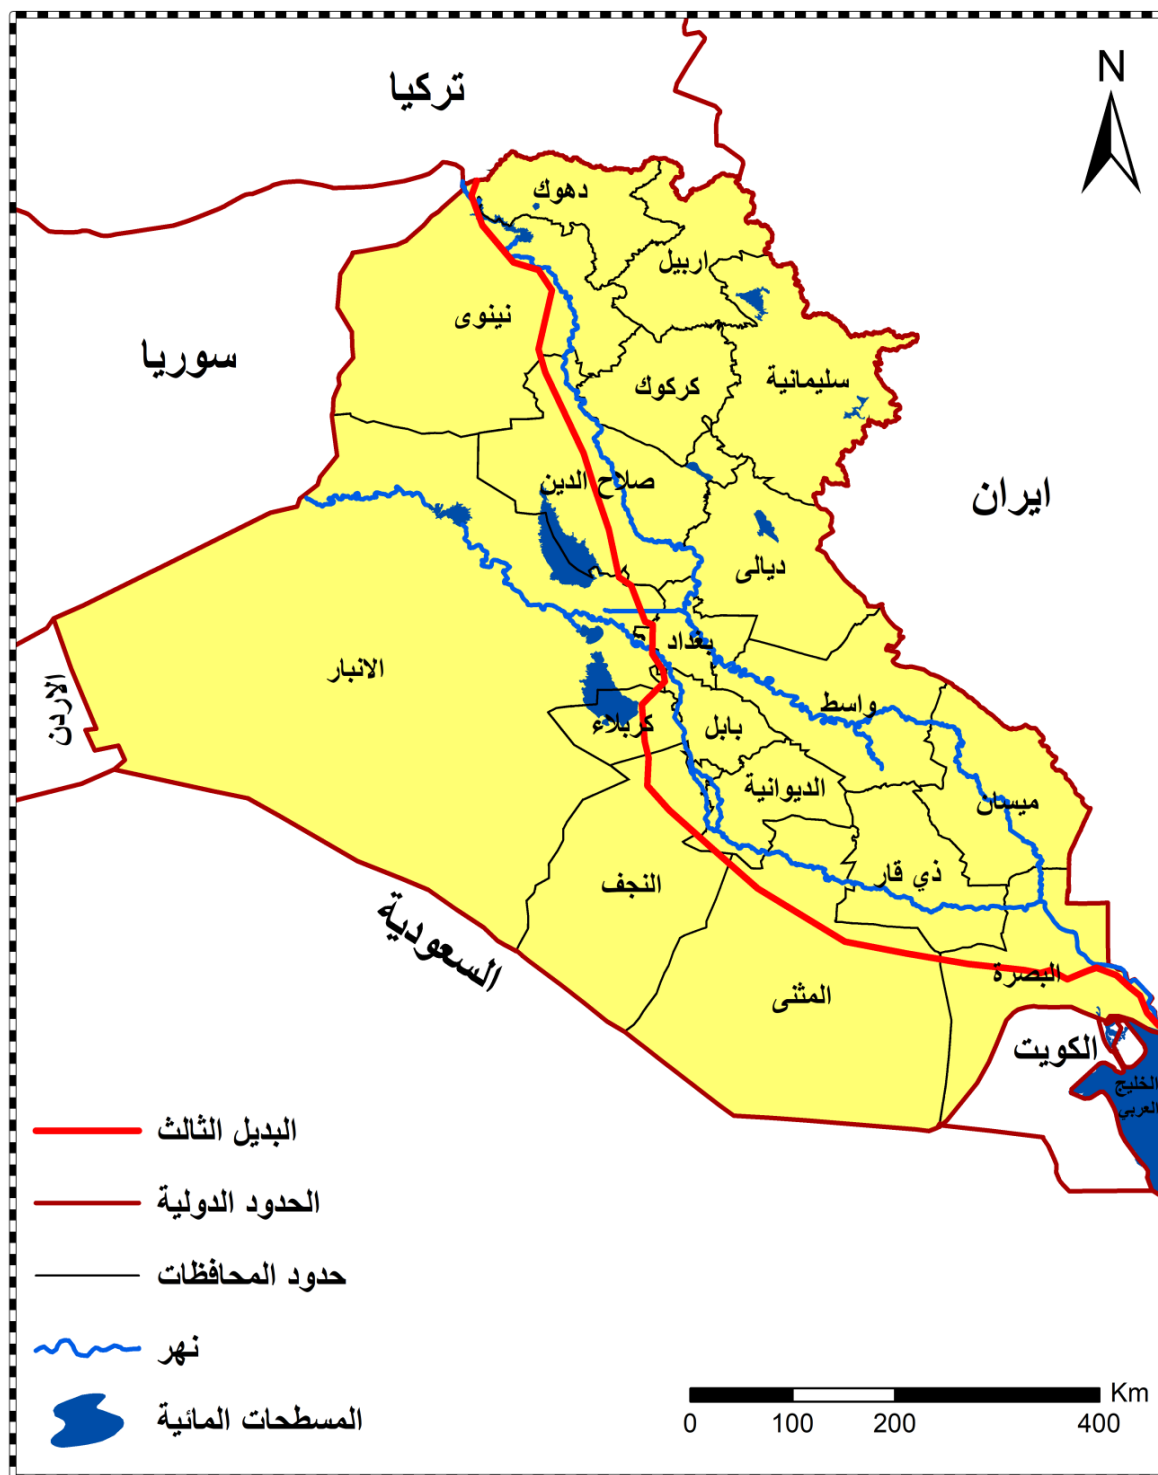 N
تركيا
دهوك
اربيل
نينوى
سوريا
كركوك
سليمانية
صلاح الدين
ايران
ديالى
بغداد
الانبار
الاردن
واسط
بابل
كربلاء
الديوانية
ميسان
ذي قار
النجف
السعودية
البصرة
المثنى
الكويت
الخليج
العربي
البديل الثالث
الحدود الدولية
حدود المحافظات
نهر
المسطحات المائية
Km
0 100 200 400